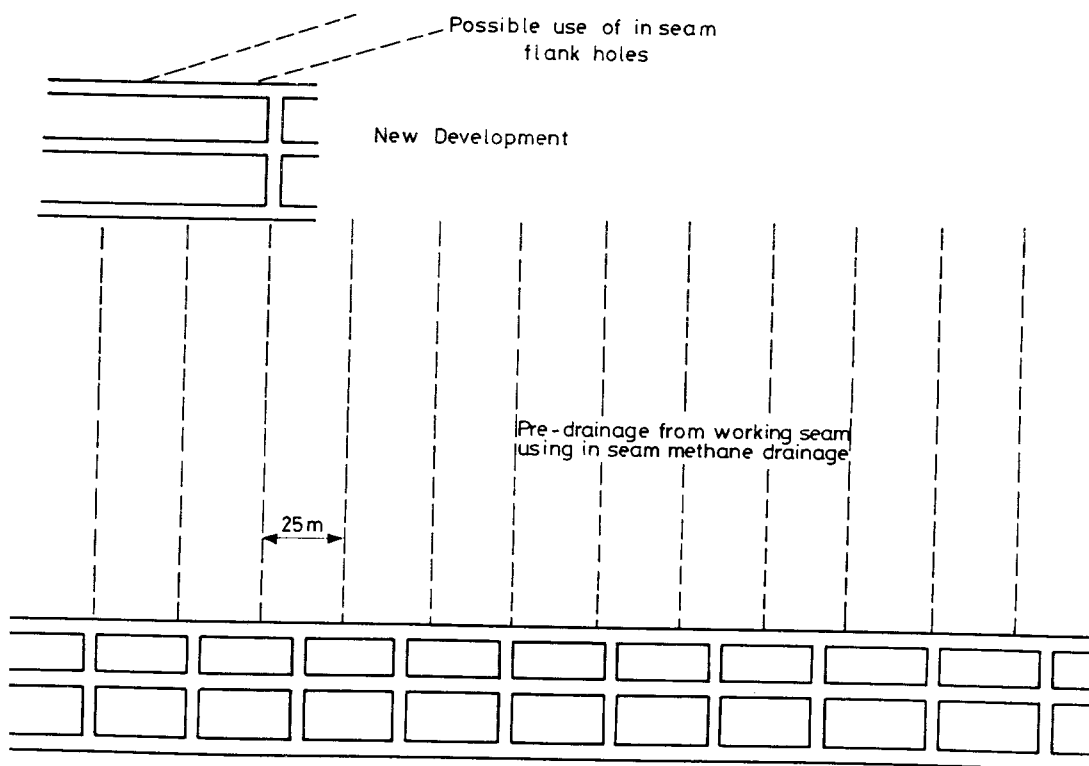 Possible use of in seam
flank holes
New Development
Pre-drainage from working seam
using in seam methane drainage
25m